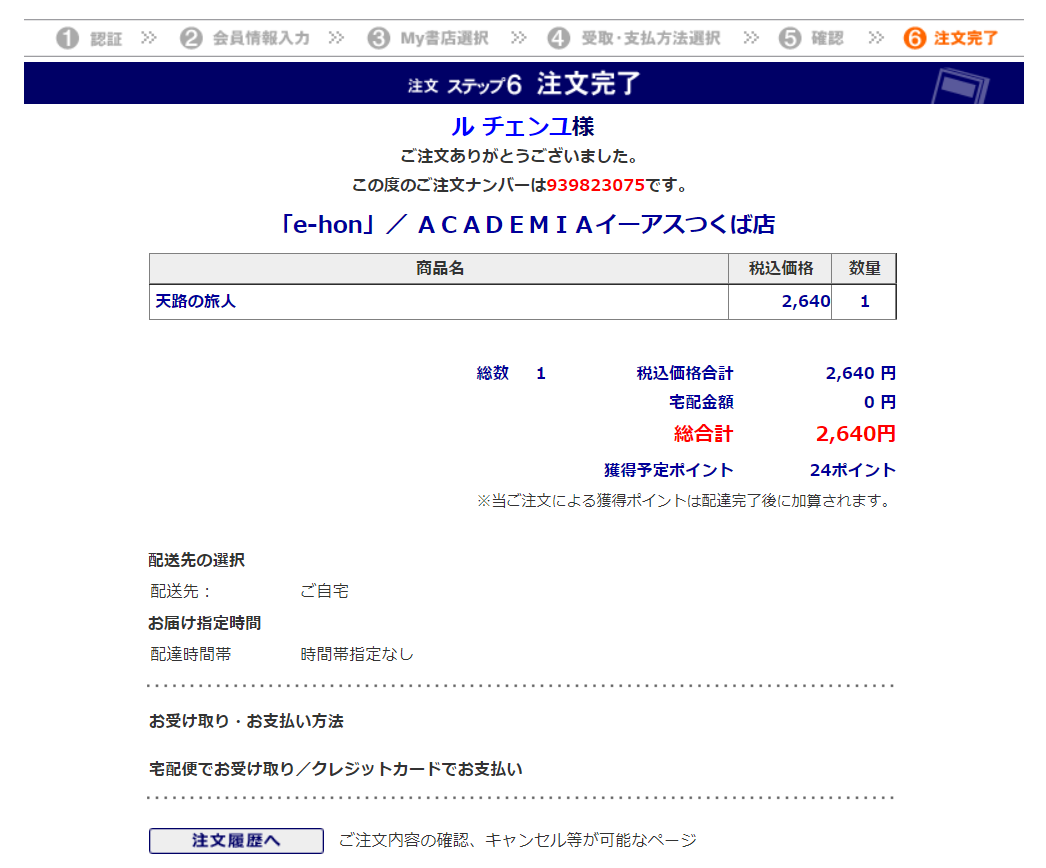 1 認証 >> 2 会員情報入力 >> 3 My書店選択 >> 4 受取・支払方法選択 >> 5 確認 >> 6 注文完了
注文 ステップ6 注文完了
ル チェンユ様
ご注文ありがとうございました。
この度のご注文ナンバーは939823075です。
「e-hon」／ ＡＣＡＤＥＭＩＡイーアスつくば店
商品名 税込価格 数量
天路の旅人 2,640 1
総数 1 税込価格合計 2,640 円
宅配金額 0 円
総合計 2,640円
獲得予定ポイント 24ポイント
※当ご注文による獲得ポイントは配達完了後に加算されます。
配送先の選択
配送先： ご自宅
お届け指定時間
配達時間帯 時間帯指定なし
お受け取り・お支払い方法
宅配便でお受け取り／クレジットカードでお支払い
注文履歴へ ご注文内容の確認、キャンセル等が可能なページ